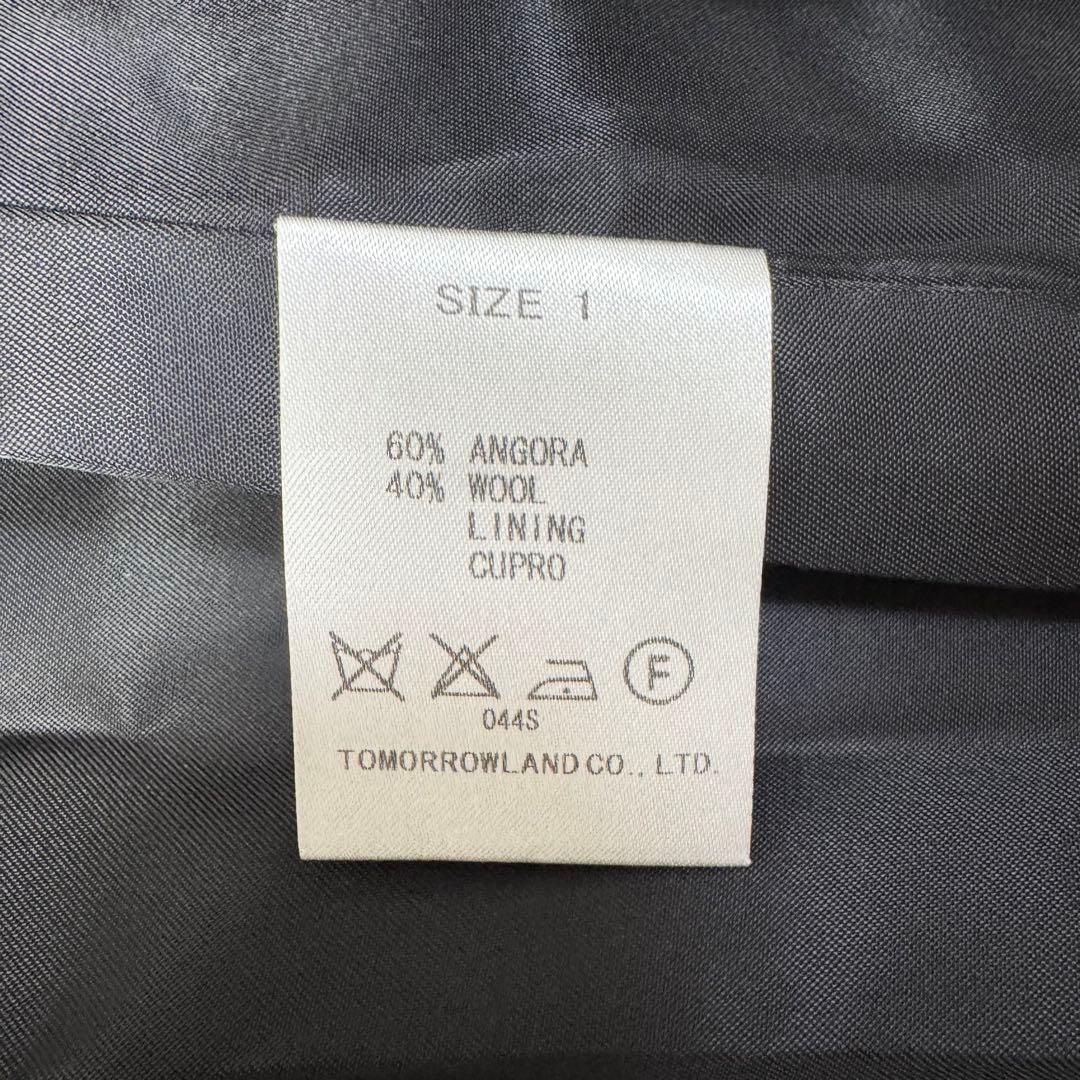 SIZE 1
60% ANGORA
40% WOOL
LINING
CUPRO
F
044S
TOMORROWLAND CO., LTD.